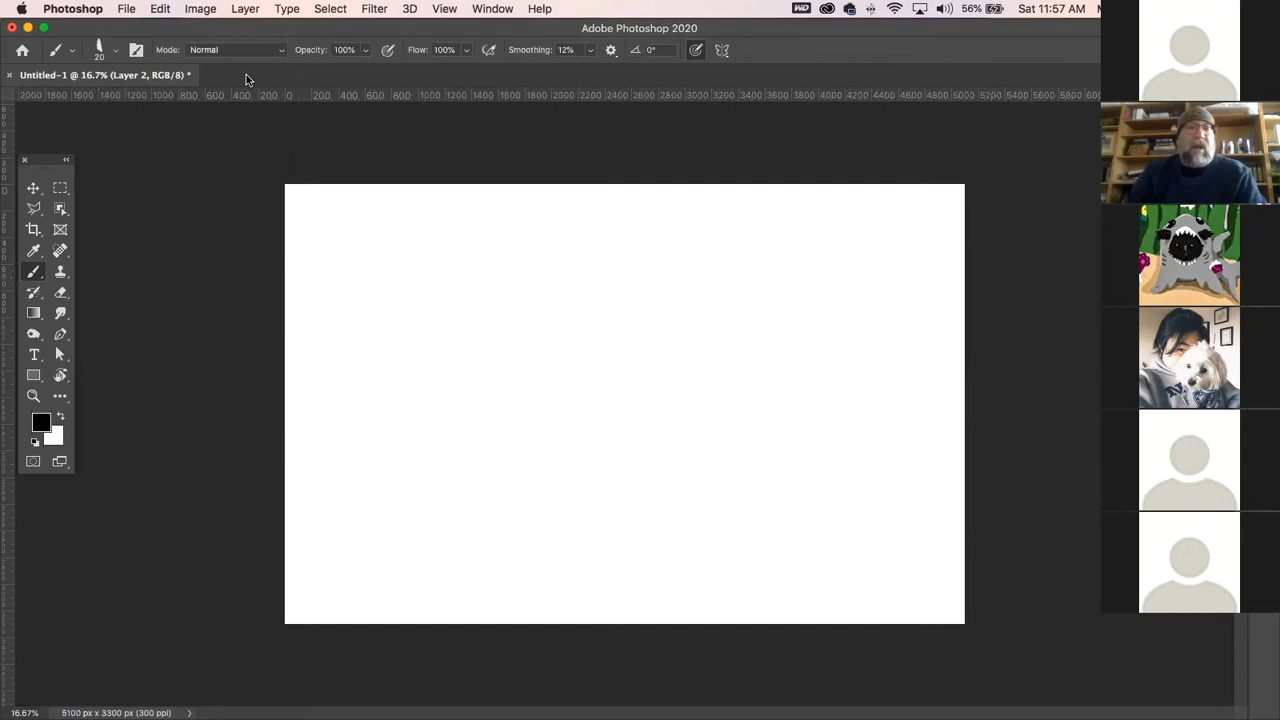 Photoshop File Edit Image Layer Type Select Filter 3D View Window Help 56% Sat 11:57 AM
Adobe Photoshop 2020
20 Mode: Normal Opacity: 100% Flow: 100% Smoothing: 12% 0°
Untitled-1 @ 16.7% (Layer 2, RGB/8) *
2000 1800 1600 1400 1200 1000 800 600 400 200 0 200 400 600 800 1000 1200 1400 1600 1800 2000 2200 2400 2600 2800 3000 3200 3400 3600 3800 4000 4200 4400 4600 4800 5000 5200 5400 5600 5800
16.67% 5100 px x 3300 px (300 ppi)